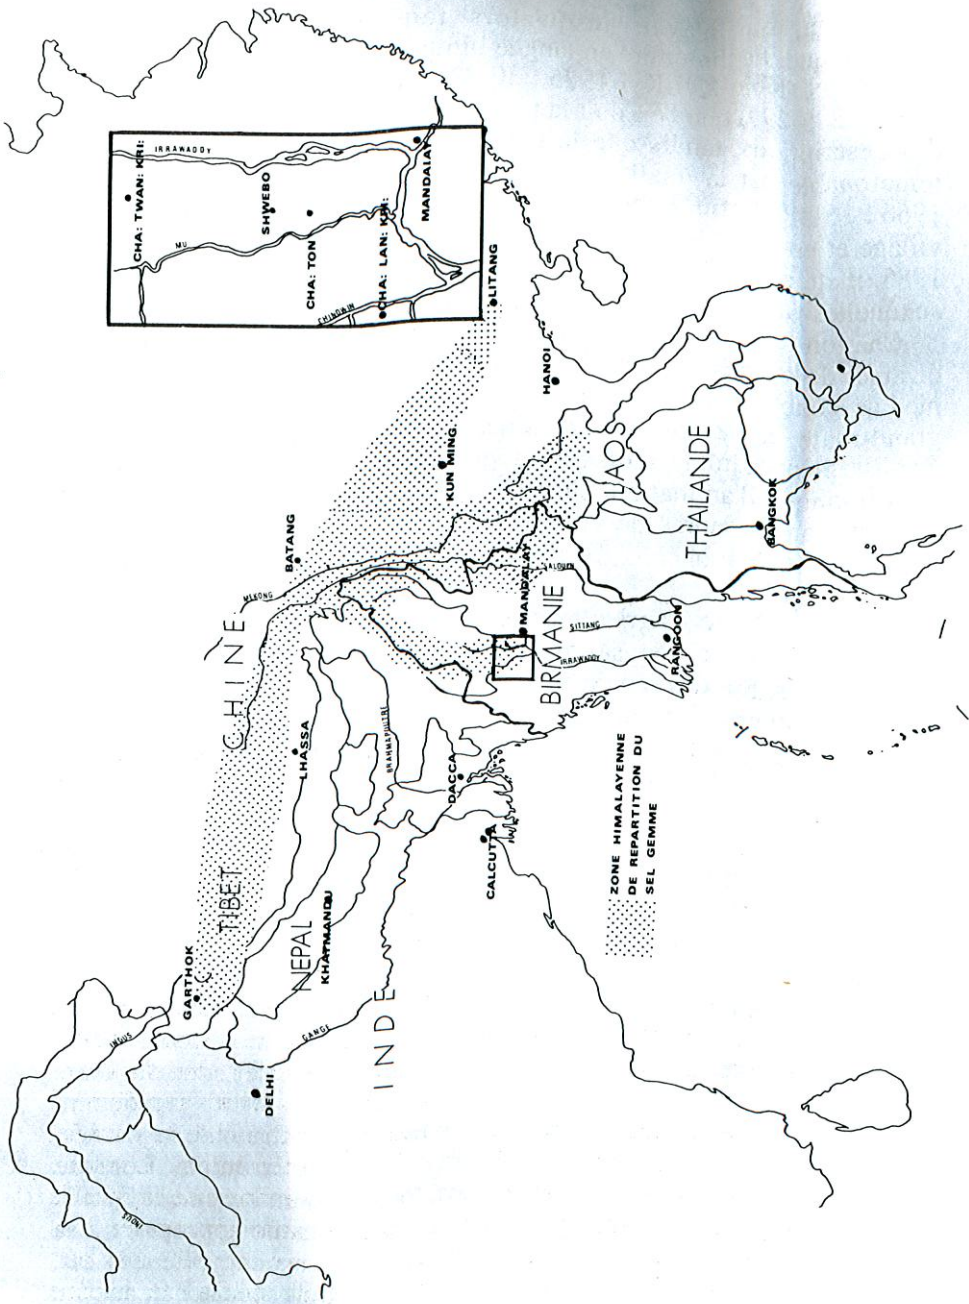 CHINE
TIBET
NEPAL
INDE
BIRMANIE
LAOS
THAILANDE
GARTHOK
LHASSA
BATANG
KUN MING
LITANG
HANOI
DELHI
KHATMANDU
DACCA
CALCUTTA
MANDALAY
RANGOON
BANGKOK
INDUS
INDUS
GANGE
BRAHMAPOUTRE
MEKONG
SALOUEN
SITTANG
IRRAWADDY
ZONE HIMALAYENNE
DE REPARTITION DU
SEL GEMME
IRRAWADDY
CHA: TWAN: KRI:
MU
SHWEBO
CHA: TON
CHINDWIN
CHA: LAN: KRI:
MANDALAY